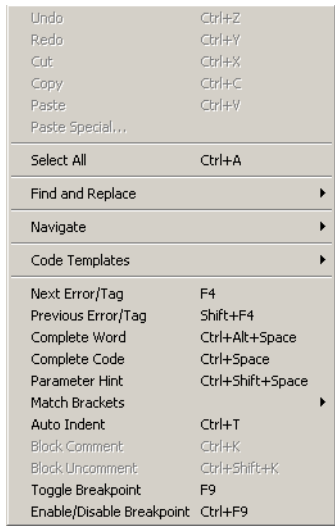 Undo Ctrl+Z
Redo Ctrl+Y
Cut Ctrl+X
Copy Ctrl+C
Paste Ctrl+V
Paste Special...
Select All Ctrl+A
Find and Replace
Navigate
Code Templates
Next Error/Tag F4
Previous Error/Tag Shift+F4
Complete Word Ctrl+Alt+Space
Complete Code Ctrl+Space
Parameter Hint Ctrl+Shift+Space
Match Brackets
Auto Indent Ctrl+T
Block Comment Ctrl+K
Block Uncomment Ctrl+Shift+K
Toggle Breakpoint F9
Enable/Disable Breakpoint Ctrl+F9